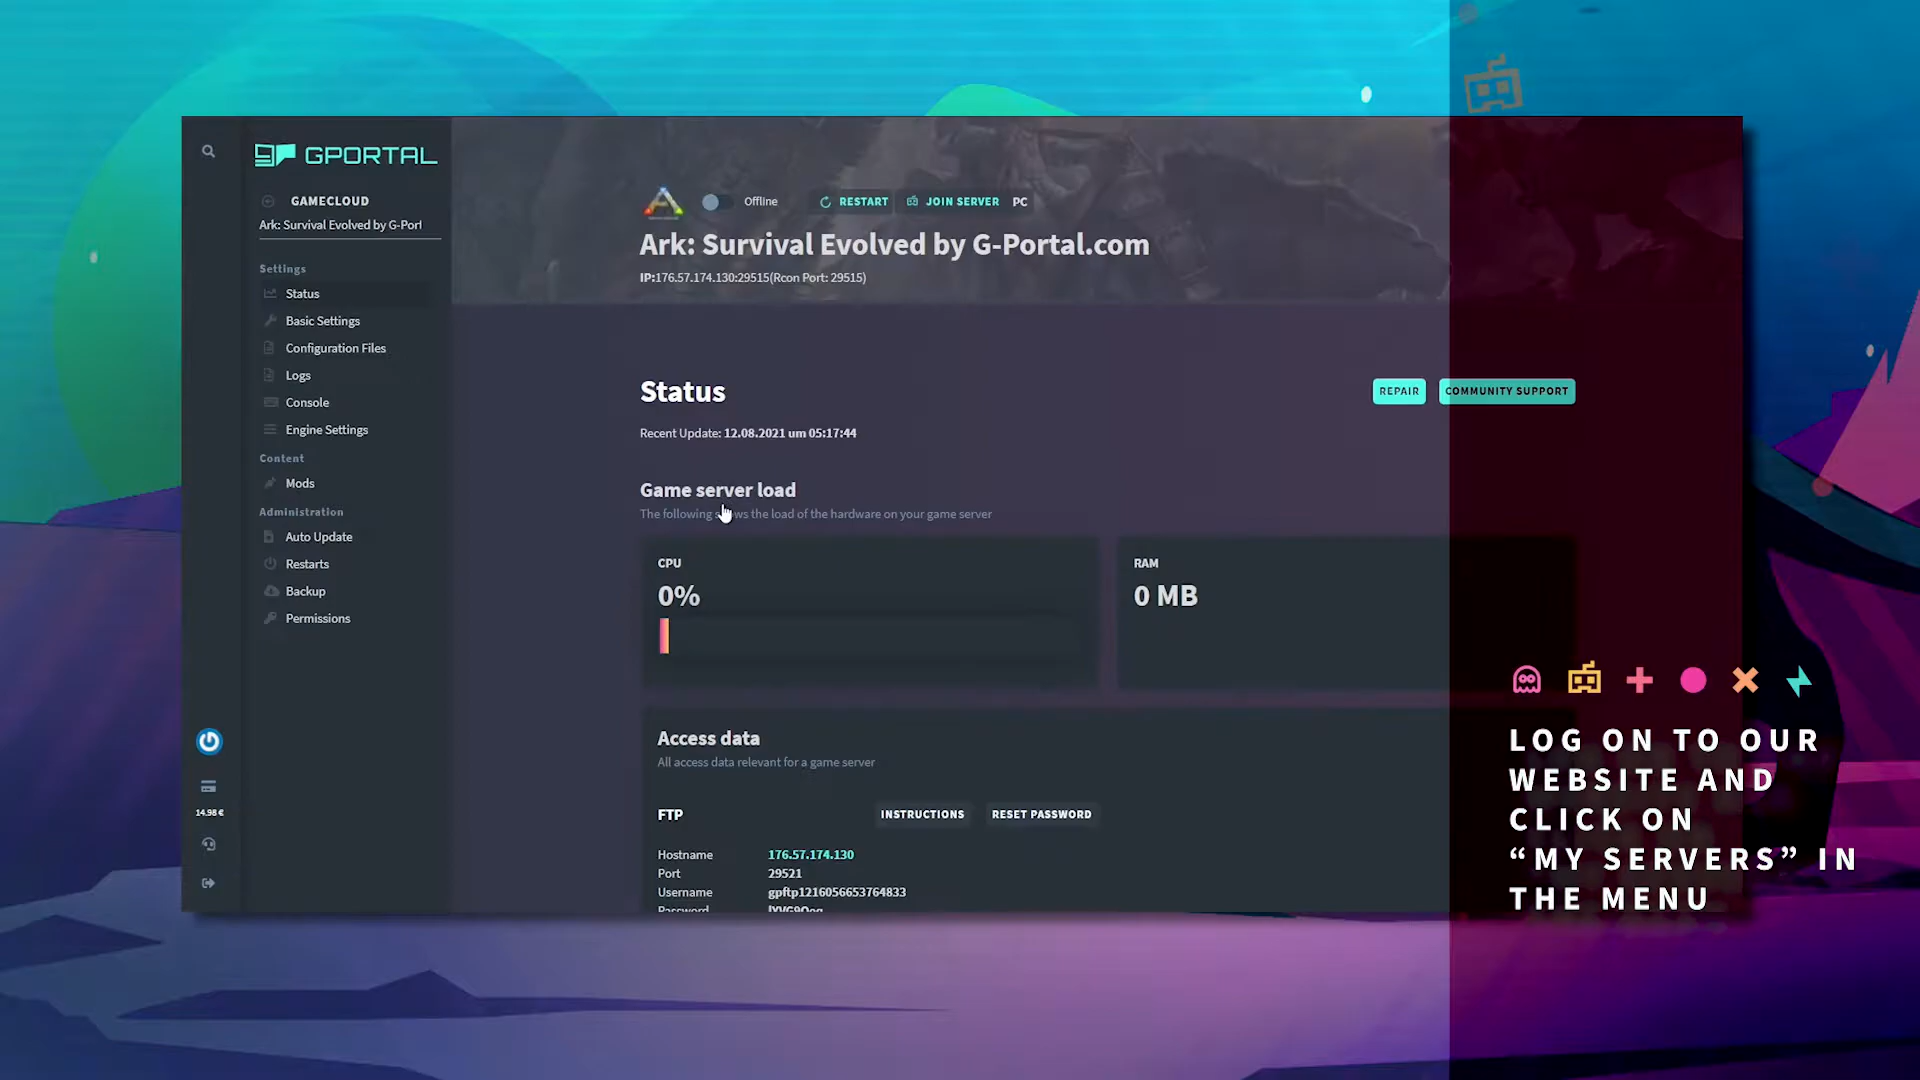 GPORTAL
GAMECLOUD
Ark: Survival Evolved by G-Port
Settings
Status
Basic Settings
Configuration Files
Logs
Console
Engine Settings
Content
Mods
Administration
Auto Update
Restarts
Backup
Permissions
14.98 €
Offline
RESTART
JOIN SERVER
PC
Ark: Survival Evolved by G-Portal.com
IP:176.57.174.130:29515(Rcon Port: 29515)
Status
REPAIR
COMMUNITY SUPPORT
Recent Update: 12.08.2021 um 05:17:44
Game server load
The following the load of the hardware on your game server
CPU
0%
RAM
0 MB
Access data
All access data relevant for a game server
FTP
INSTRUCTIONS
RESET PASSWORD
Hostname 176.57.174.130
Port 29521
Username gpftp1216056653764833
Password
LOG ON TO OUR
WEBSITE AND
CLICK ON
“MY SERVERS” IN
THE MENU